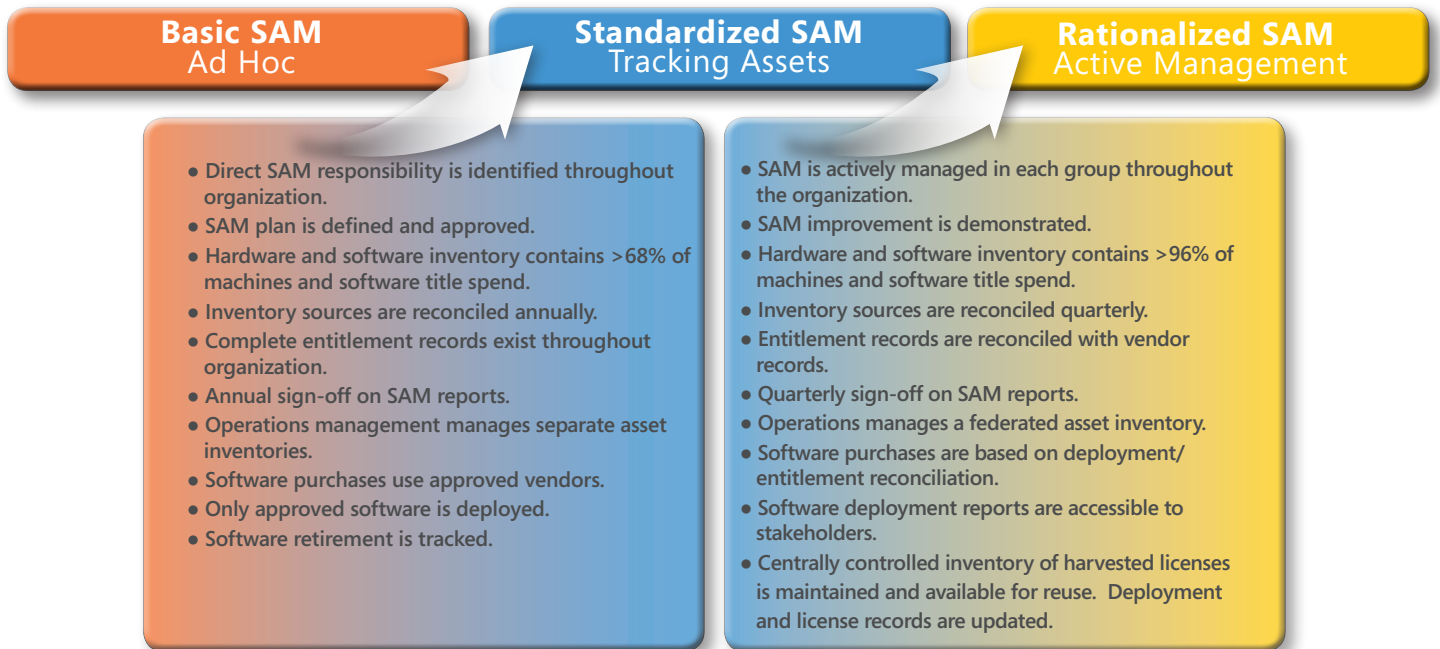 Basic SAM
Ad Hoc
Standardized SAM
Tracking Assets
Rationalized SAM
Active Management
● Direct SAM responsibility is identified throughout
organization.
● SAM plan is defined and approved.
● Hardware and software inventory contains >68% of
machines and software title spend.
● Inventory sources are reconciled annually.
● Complete entitlement records exist throughout
organization.
● Annual sign-off on SAM reports.
● Operations management manages separate asset
inventories.
● Software purchases use approved vendors.
● Only approved software is deployed.
● Software retirement is tracked.
● SAM is actively managed in each group throughout
the organization.
● SAM improvement is demonstrated.
● Hardware and software inventory contains >96% of
machines and software title spend.
● Inventory sources are reconciled quarterly.
● Entitlement records are reconciled with vendor
records.
● Quarterly sign-off on SAM reports.
● Operations manages a federated asset inventory.
● Software purchases are based on deployment/
entitlement reconciliation.
● Software deployment reports are accessible to
stakeholders.
● Centrally controlled inventory of harvested licenses
is maintained and available for reuse.  Deployment
and license records are updated.